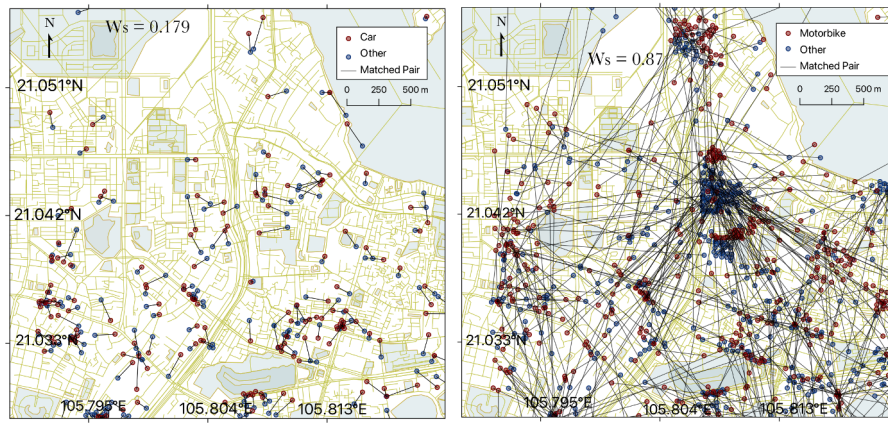 N
Ws = 0.179
Car
Other
Matched Pair
0 500 m
21.051°N
21.042°N
21.033°N
105.795°E
105.804°E
105.813°E
N
Ws = 0.87
Motorbike
Other
Matched Pair
0 250 500 m
21.051°N
21.042°N
21.033°N
105.795°E
105.804°E
105.813°E